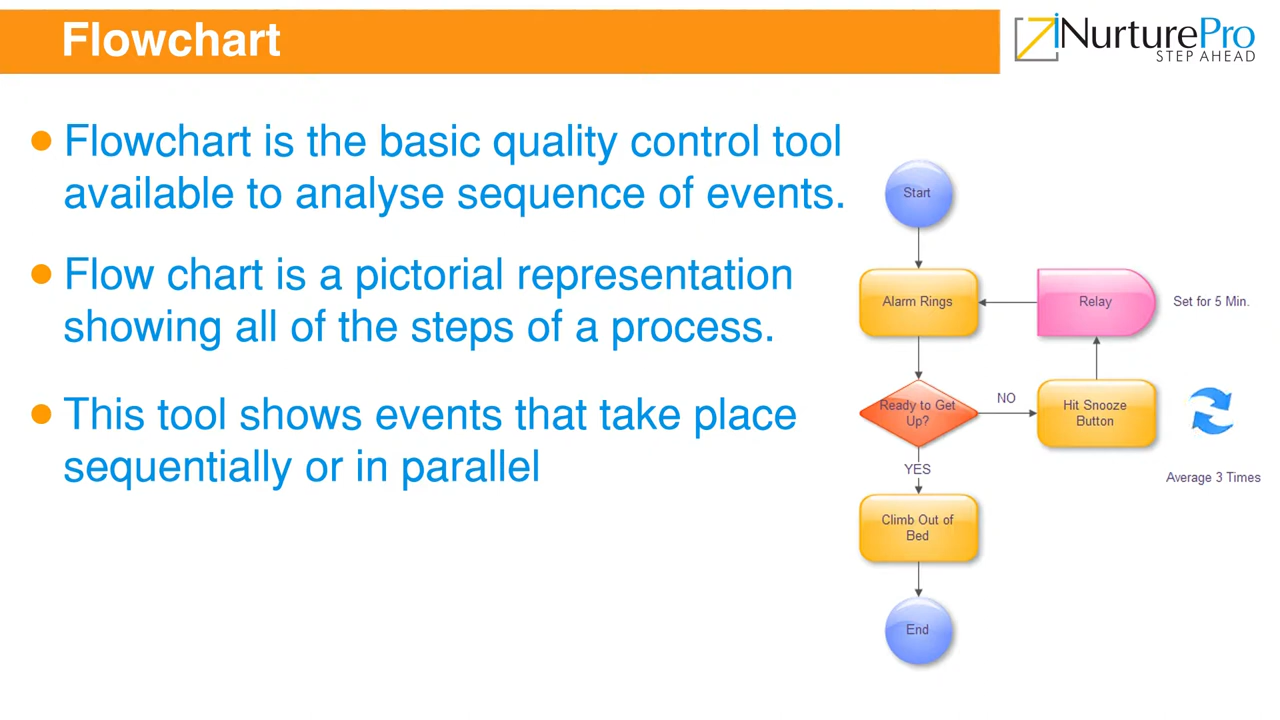 Flowchart
iNurturePro
STEP AHEAD
Flowchart is the basic quality control tool
available to analyse sequence of events.
Flow chart is a pictorial representation
showing all of the steps of a process.
This tool shows events that take place
sequentially or in parallel
Start
Alarm Rings
Relay
Set for 5 Min.
Ready to Get
Up?
NO
Hit Snooze
Button
YES
Average 3 Times
Climb Out of
Bed
End